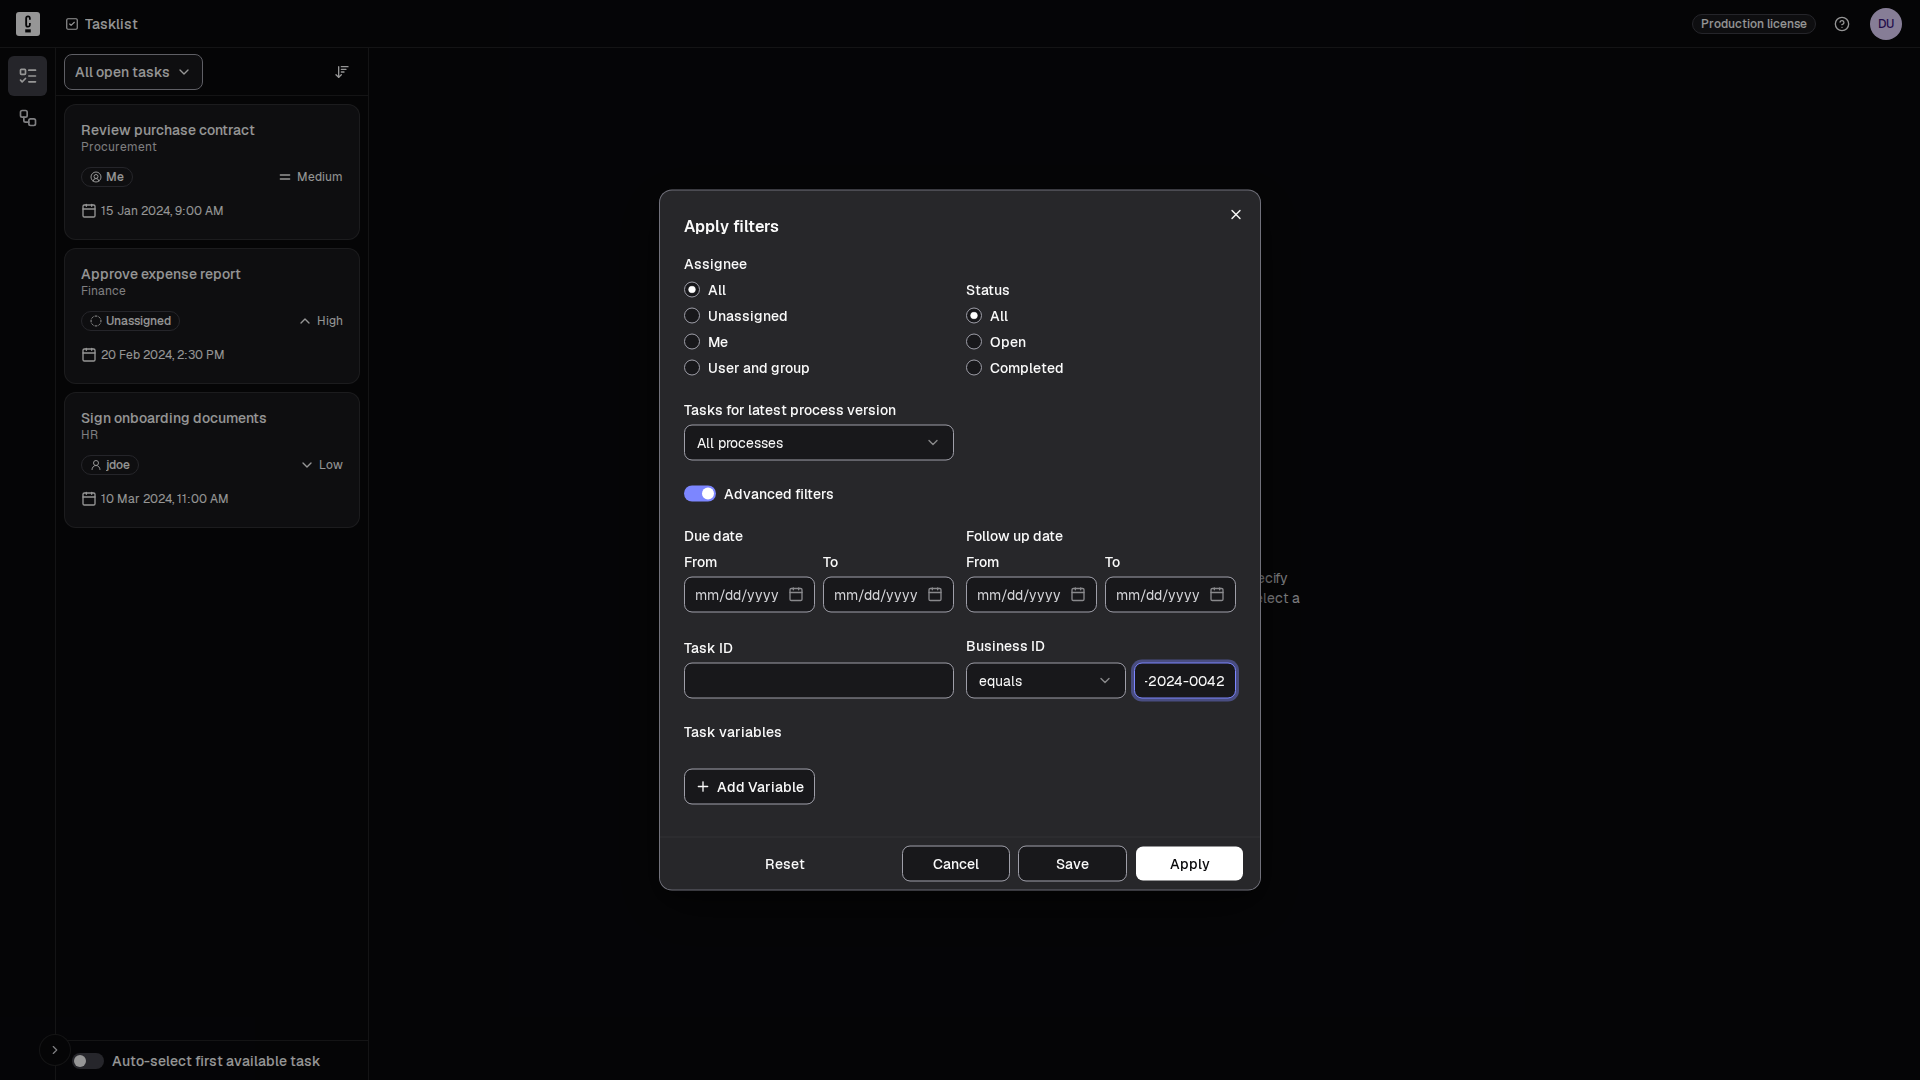 Tasklist
Production license
DU
All open tasks
Review purchase contract
Procurement
Me
Medium
15 Jan 2024, 9:00 AM
Approve expense report
Finance
Unassigned
High
20 Feb 2024, 2:30 PM
Sign onboarding documents
HR
jdoe
Low
10 Mar 2024, 11:00 AM
Auto-select first available task
Apply filters
Assignee
All
Unassigned
Me
User and group
Status
All
Open
Completed
Tasks for latest process version
All processes
Advanced filters
Due date
From
To
mm/dd/yyyy
mm/dd/yyyy
Follow up date
From
To
mm/dd/yyyy
mm/dd/yyyy
Task ID
Business ID
equals
-2024-0042
Task variables
Add Variable
Reset
Cancel
Save
Apply